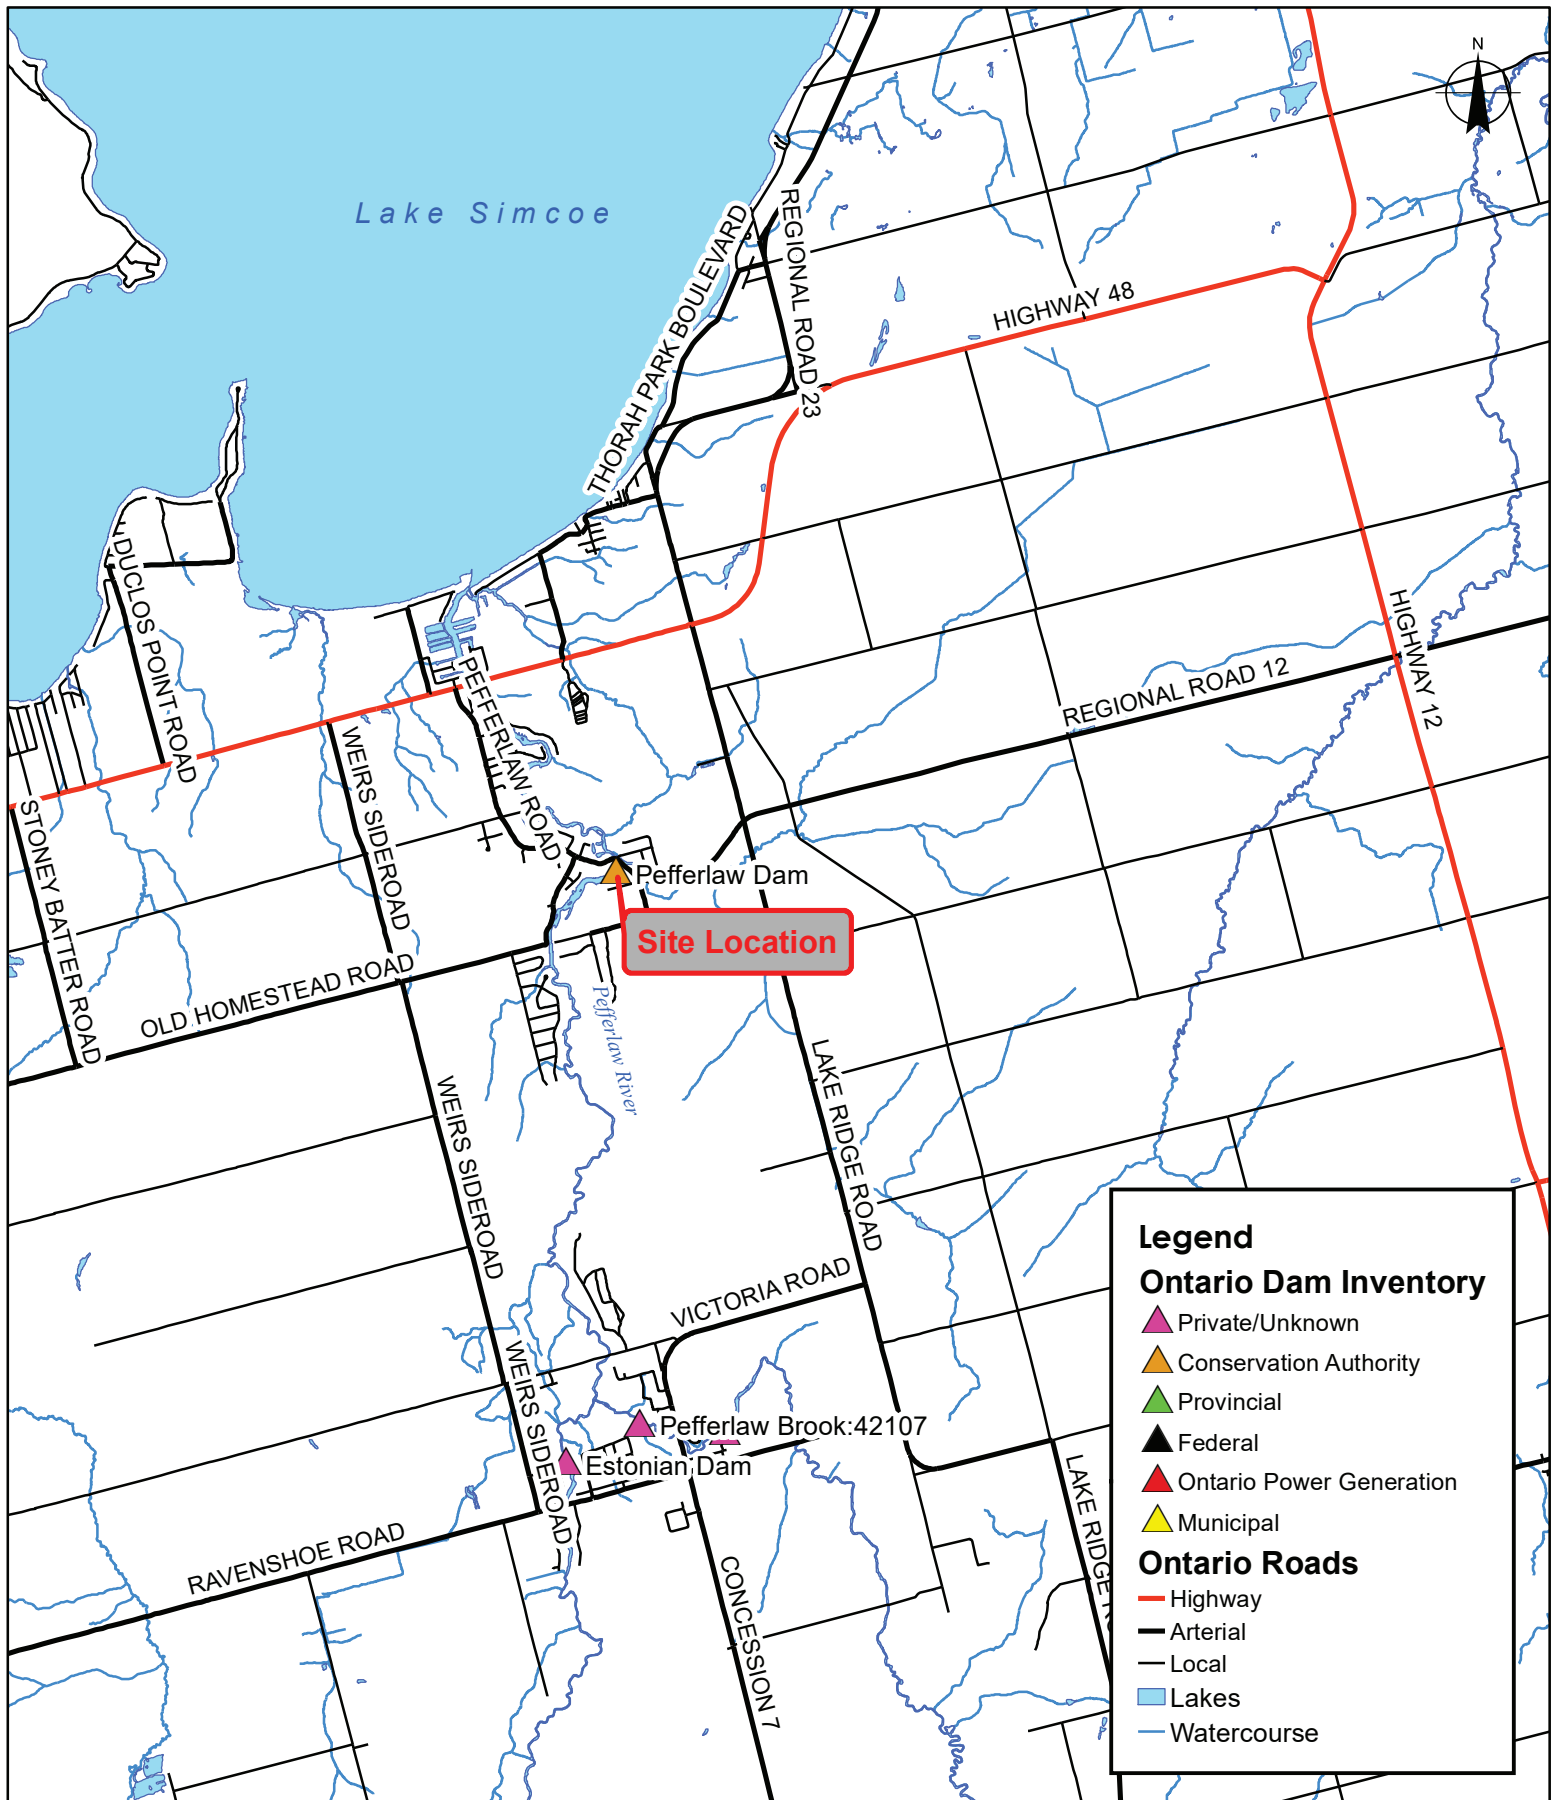 N
Lake Simcoe
THORAH PARK BOULEVARD
REGIONAL ROAD 23
HIGHWAY 48
DUCLOS POINT ROAD
HIGHWAY 12
REGIONAL ROAD 12
PEFFERLAW ROAD
WEIRS SIDEROAD
STONEY BATTER ROAD
Pefferlaw Dam
Site Location
OLD HOMESTEAD ROAD
Pefferlaw River
LAKE RIDGE ROAD
WEIRS SIDEROAD
VICTORIA ROAD
WEIRS SIDEROAD
Pefferlaw Brook:42107
Estonian Dam
RAVENSHOE ROAD
CONCESSION 7
LAKE RIDGE
Legend
Ontario Dam Inventory
Private/Unknown
Conservation Authority
Provincial
Federal
Ontario Power Generation
Municipal
Ontario Roads
Highway
Arterial
Local
Lakes
Watercourse